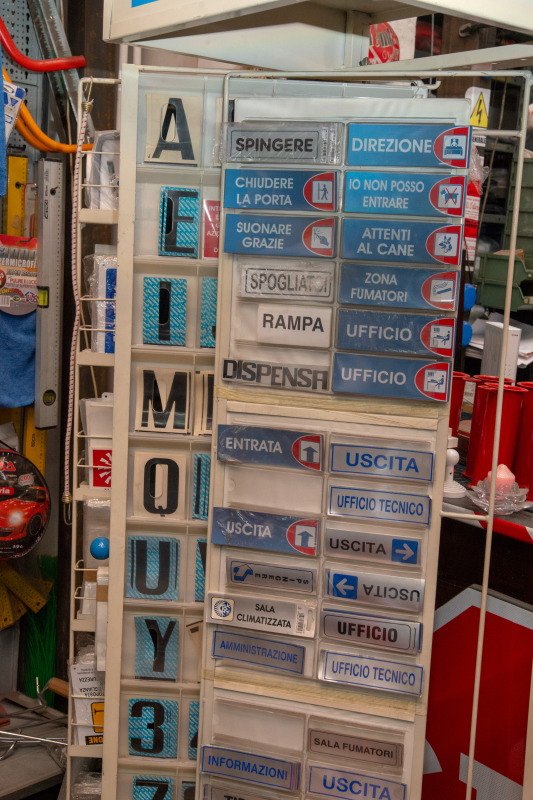 A
E
I
M
Q
U
Y
3
7
SPINGERE
DIREZIONE
CHIUDERE
LA PORTA
IO NON POSSO
ENTRARE
SUONARE
GRAZIE
ATTENTI
AL CANE
SPOGLIATOI
ZONA
FUMATORI
RAMPA
UFFICIO
DISPENSA
UFFICIO
ENTRATA
USCITA
UFFICIO TECNICO
USCITA
USCITA
SPINGERE
USCITA
SALA
CLIMATIZZATA
UFFICIO
AMMINISTRAZIONE
UFFICIO TECNICO
SALA FUMATORI
INFORMAZIONI
USCITA